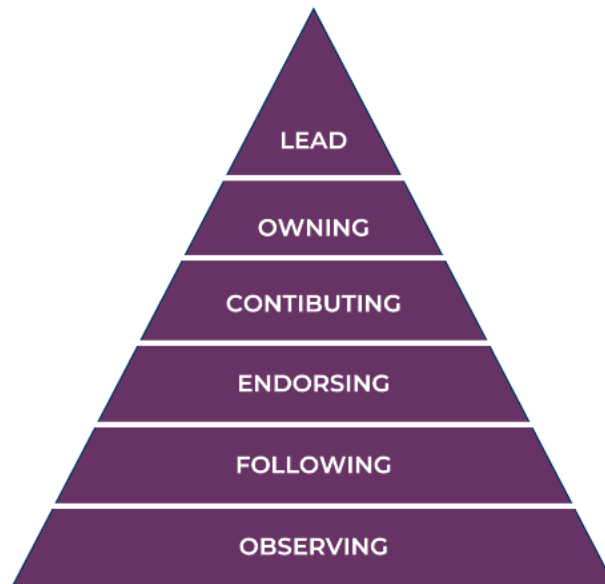 LEAD
OWNING
CONTIBUTING
ENDORSING
FOLLOWING
OBSERVING